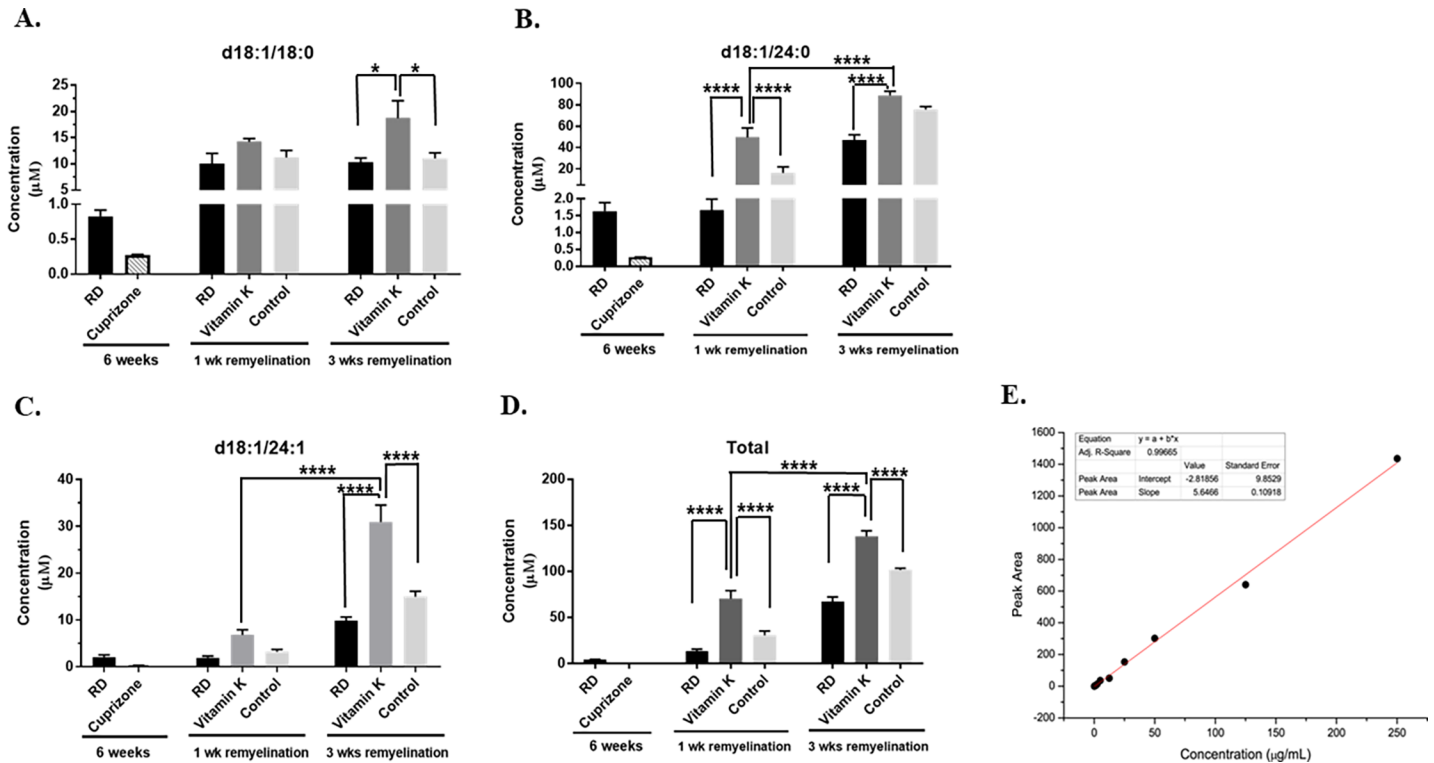 A.
d18:1/18:0
Concentration
(μM)
25
20
15
10
5
1.0
0.5
0.0
* *
RD
Cuprizone
RD
Vitamin K
Control
RD
Vitamin K
Control
6 weeks
1 wk remyelination
3 wks remyelination
B.
d18:1/24:0
Concentration
(μM)
100
80
60
40
20
2.0
1.5
1.0
0.5
0.0
****
**** **** ****
RD
Cuprizone
RD
Vitamin K
Control
RD
Vitamin K
Control
6 weeks
1 wk remyelination
3 wks remyelination
C.
d18:1/24:1
Concentration
(μM)
40
30
20
10
0
**** ****
****
RD
Cuprizone
RD
Vitamin K
Control
RD
Vitamin K
Control
6 weeks
1 wk remyelination
3 wks remyelination
D.
Total
Concentration
(μM)
200
150
100
50
0
**** ****
****
**** ****
RD
Cuprizone
RD
Vitamin K
Control
RD
Vitamin K
Control
6 weeks
1 wk remyelination
3 wks remyelination
E.
Peak Area
1600
1400
1200
1000
800
600
400
200
0
-200
Equation y = a + b*x
Adj. R-Square 0.99665
Value Standard Error
Peak Area Intercept -2.81856 9.8529
Peak Area Slope 5.6466 0.10918
0 50 100 150 200 250
Concentration (μg/mL)